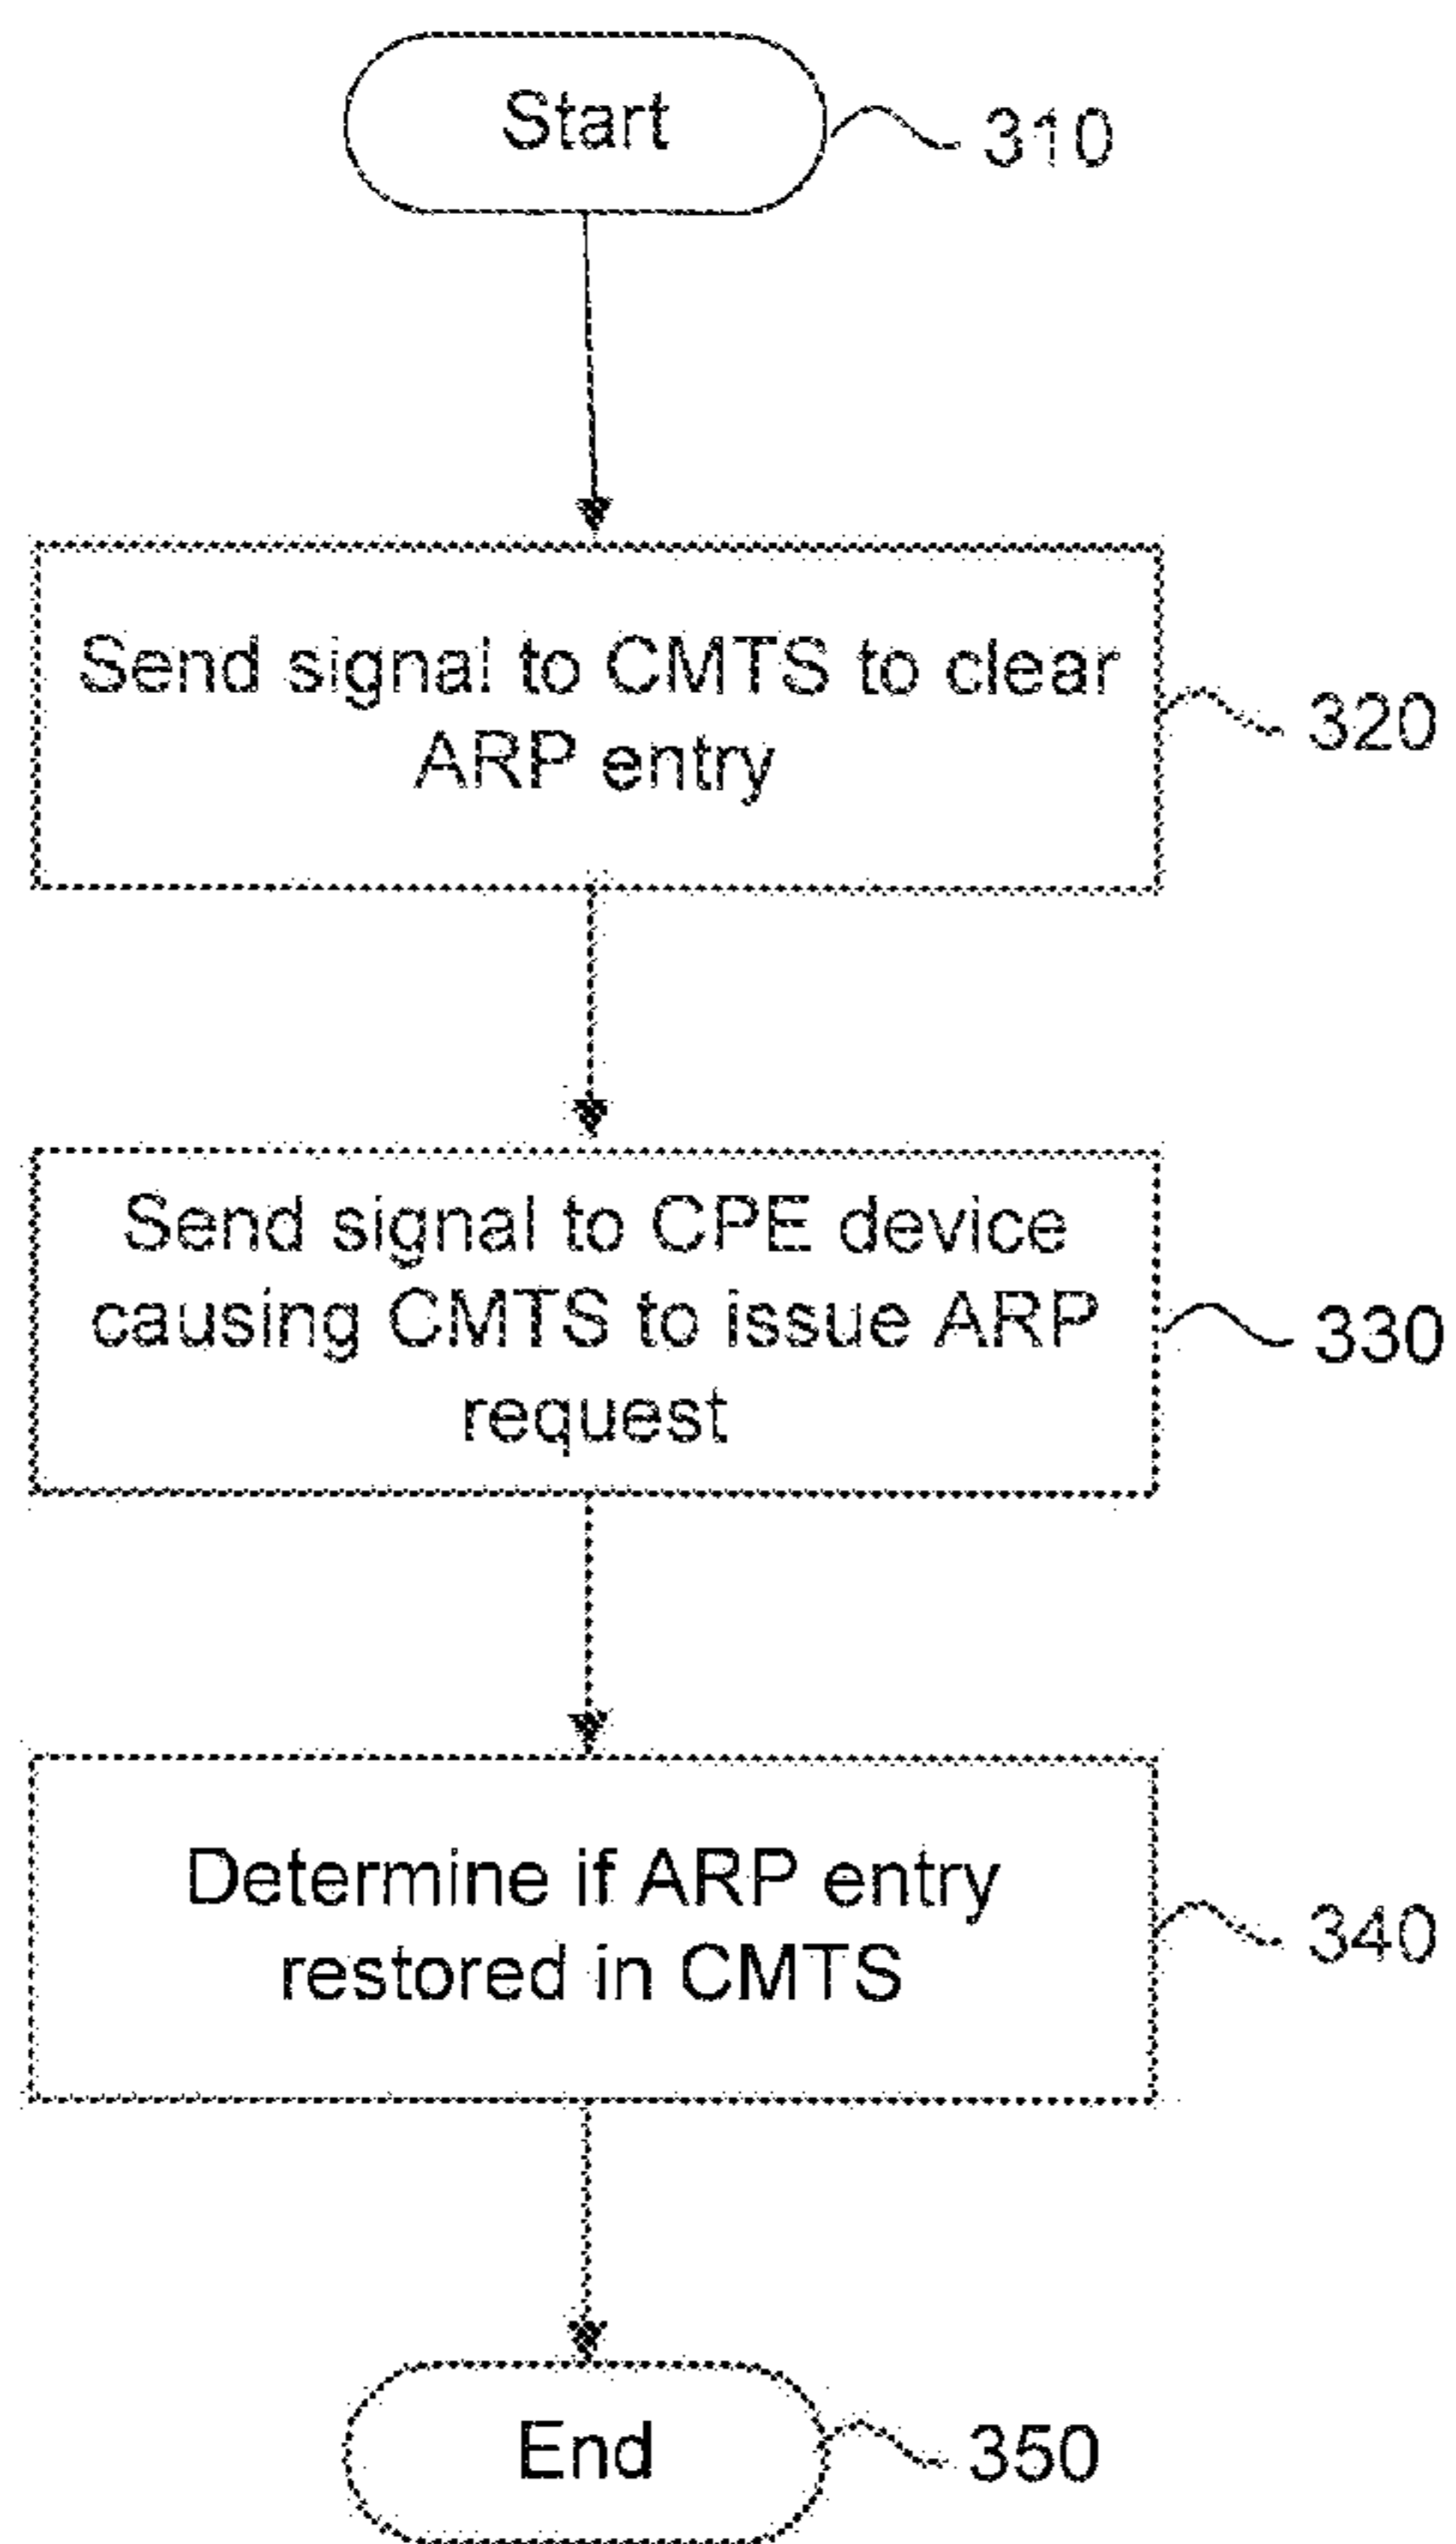 Start
310
Send signal to CMTS to clear
ARP entry
320
Send signal to CPE device
causing CMTS to issue ARP
request
330
Determine if ARP entry
restored in CMTS
340
End
350